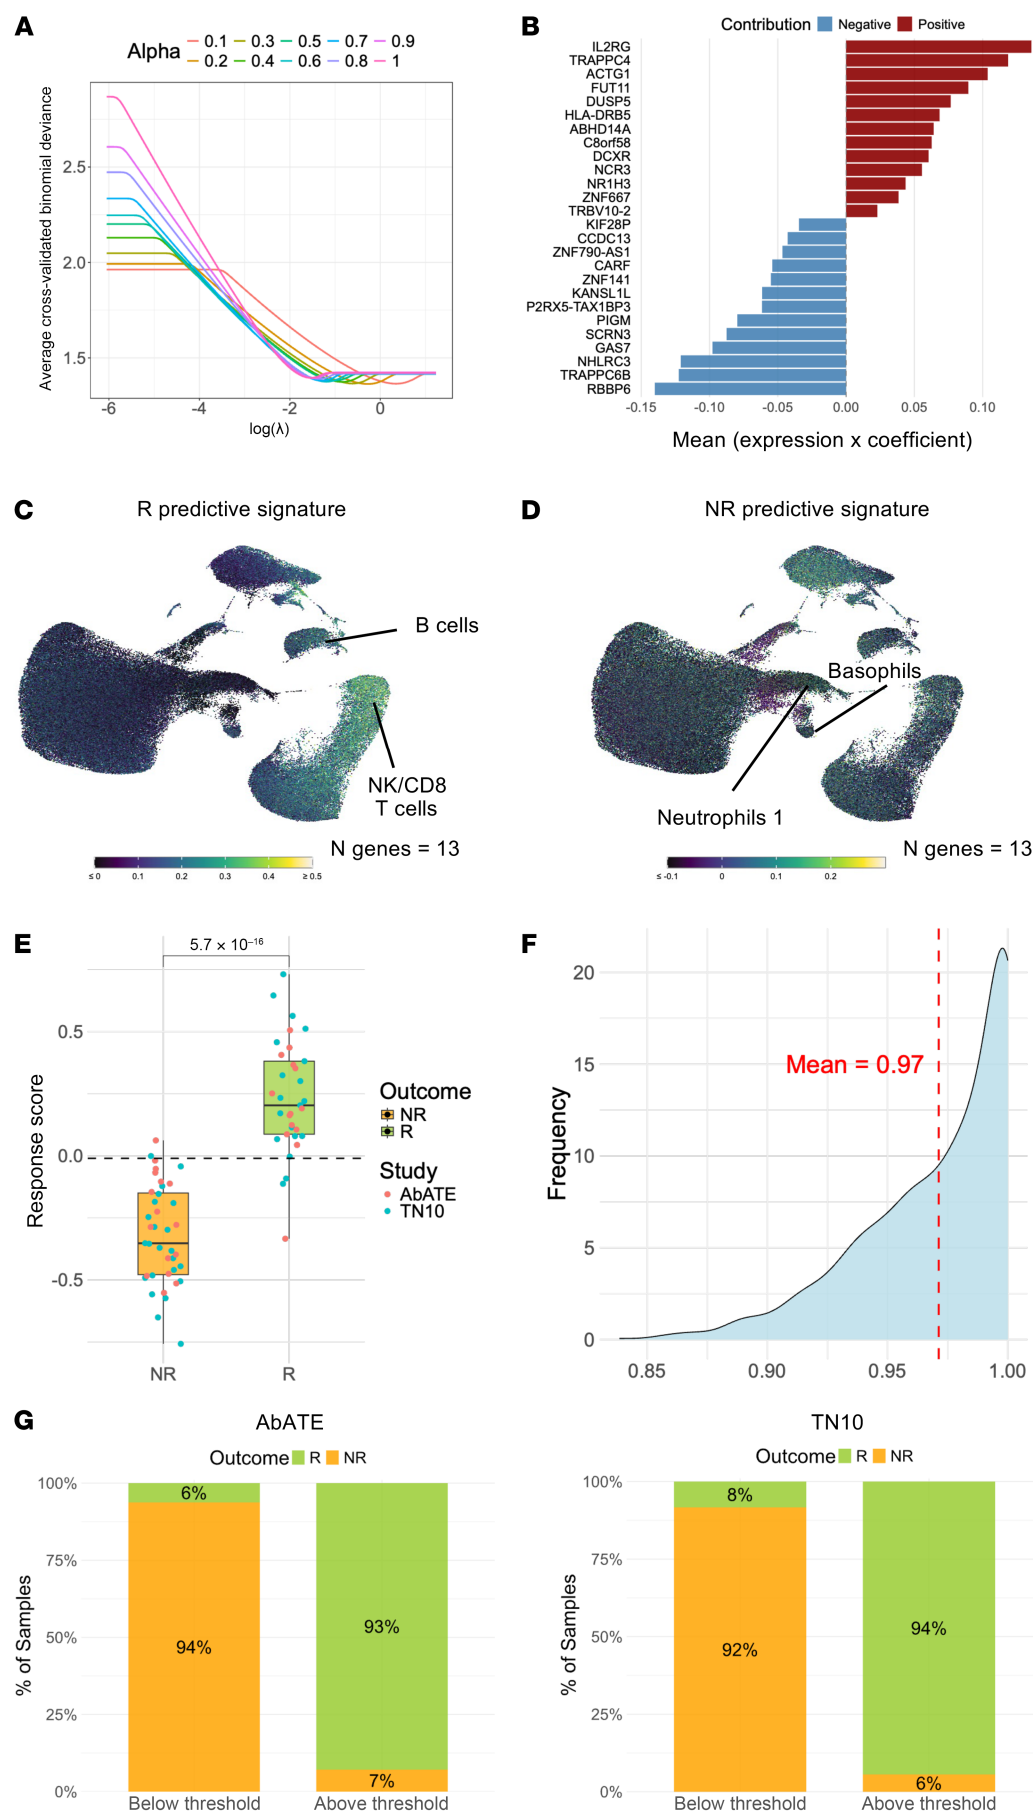 A
Alpha
0.1 0.3 0.5 0.7 0.9
0.2 0.4 0.6 0.8 1
Average cross-validated binomial deviance
2.5
2.0
1.5
-6 -4 -2 0
log(λ)
B
Contribution Negative Positive
IL2RG
TRAPPC4
ACTG1
FUT11
DUSP5
HLA-DRB5
ABHD14A
C8orf58
DCXR
NCR3
NR1H3
ZNF667
TRBV10-2
KIF28P
CCDC13
ZNF790-AS1
CARF
ZNF141
KANSL1L
P2RX5-TAX1BP3
PIGM
SCRN3
GAS7
NHLRC3
TRAPPC6B
RBBP6
-0.15 -0.10 -0.05 0.00 0.05 0.10
Mean (expression x coefficient)
C
R predictive signature
B cells
NK/CD8
T cells
N genes = 13
≤ 0 0.1 0.2 0.3 0.4 ≥ 0.5
D
NR predictive signature
Basophils
Neutrophils 1
N genes = 13
≤ -0.1 0 0.1 0.2
E
5.7 × 10⁻¹⁶
Response score
0.5
0.0
-0.5
NR R
Outcome
NR
R
Study
AbATE
TN10
F
Frequency
20
15
10
5
0
Mean = 0.97
0.85 0.90 0.95 1.00
G
AbATE
Outcome R NR
% of Samples
100%
75%
50%
25%
0%
6%
94%
93%
7%
Below threshold Above threshold
TN10
Outcome R NR
% of Samples
100%
75%
50%
25%
0%
8%
92%
94%
6%
Below threshold Above threshold